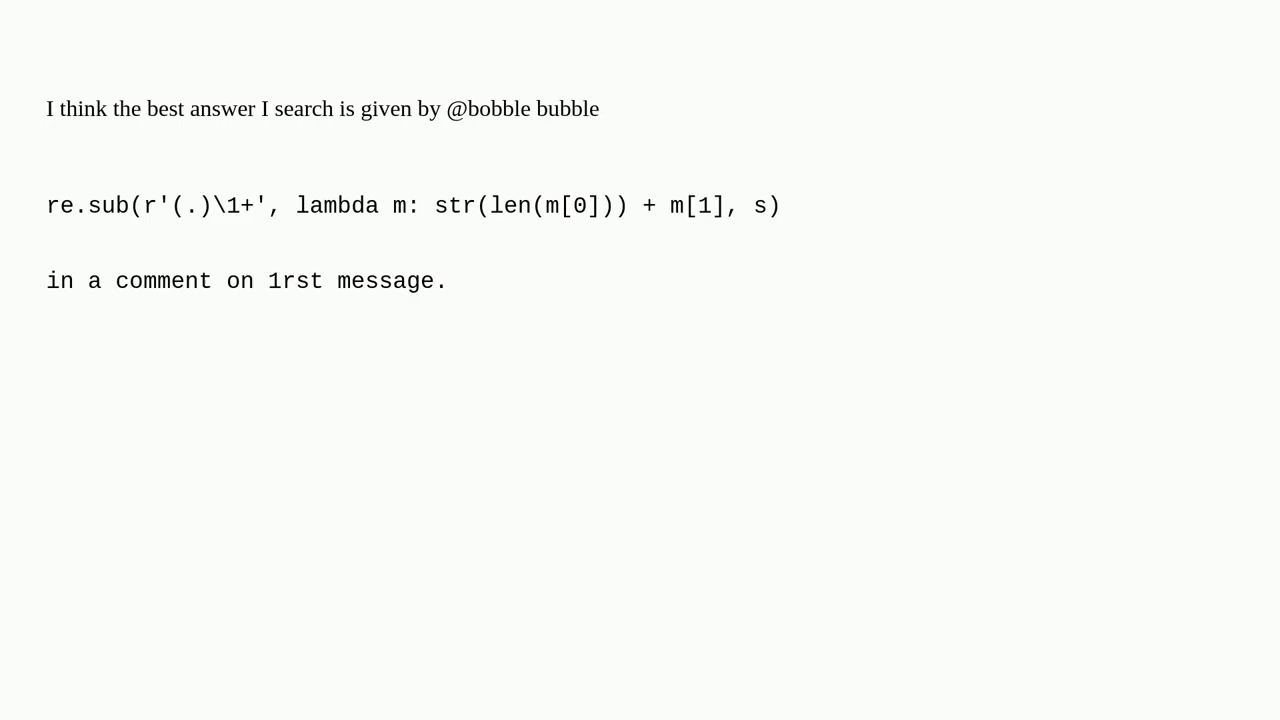 I think the best answer I search is given by @bobble bubble
re.sub(r'(.)\1+', lambda m: str(len(m[0])) + m[1], s)
in a comment on 1rst message.